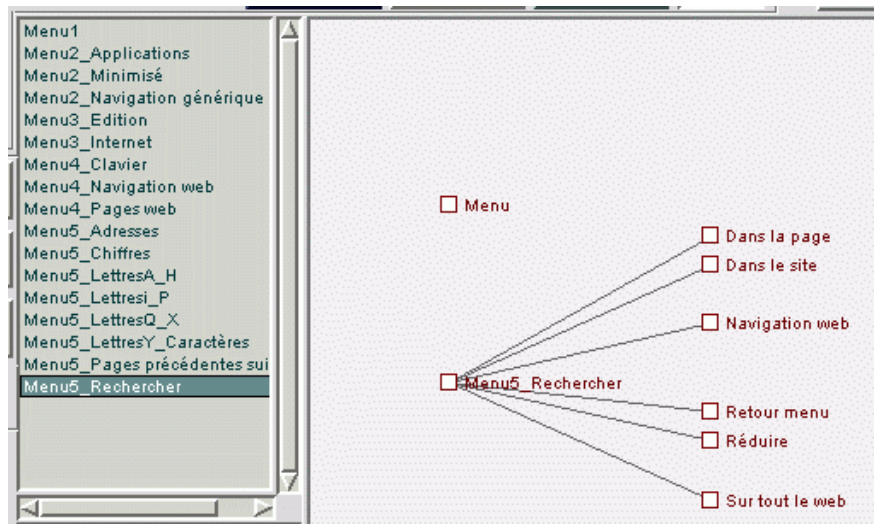 Menu1
Menu2_Applications
Menu2_Minimisé
Menu2_Navigation générique
Menu3_Edition
Menu3_Internet
Menu4_Clavier
Menu4_Navigation web
Menu4_Pages web
Menu5_Adresses
Menu5_Chiffres
Menu5_LettresA_H
Menu5_Lettresi_P
Menu5_LettresQ_X
Menu5_LettresY_Caractères
Menu5_Pages précédentes sui
Menu5_Rechercher
Menu
Dans la page
Dans le site
Navigation web
Menu5_Rechercher
Retour menu
Réduire
Sur tout le web